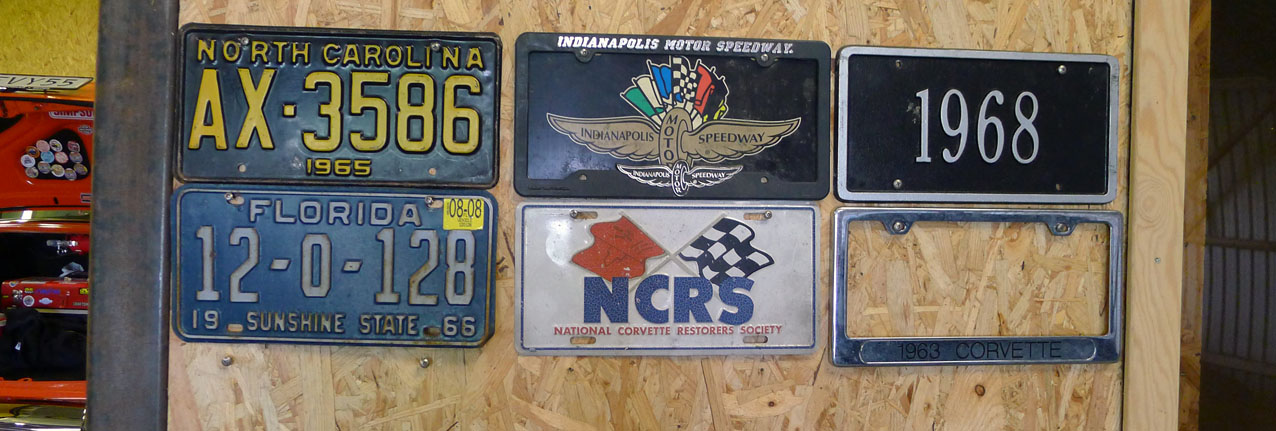 NORTH CAROLINA
AX·3586
1965
FLORIDA
08-08
12-0-128
19 SUNSHINE STATE 66
INDIANAPOLIS MOTOR SPEEDWAY.
INDIANAPOLIS MOTOR SPEEDWAY
INDIANAPOLIS MOTOR SPEEDWAY
NCRS
NATIONAL CORVETTE RESTORERS SOCIETY
1968
1963 CORVETTE